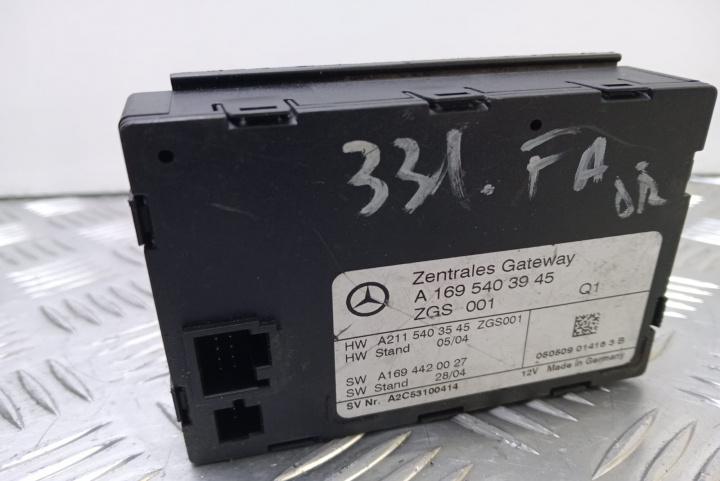 331. FA
Zentrales Gateway
A 169 540 39 45
ZGS 001 Q1
HW A211 540 35 45 ZGS001
HW Stand 05/04
SW A169 442 00 27
SW Stand 28/04
SV Nr. A2C53100414
050509 01416 3 B
12V Made in Germany